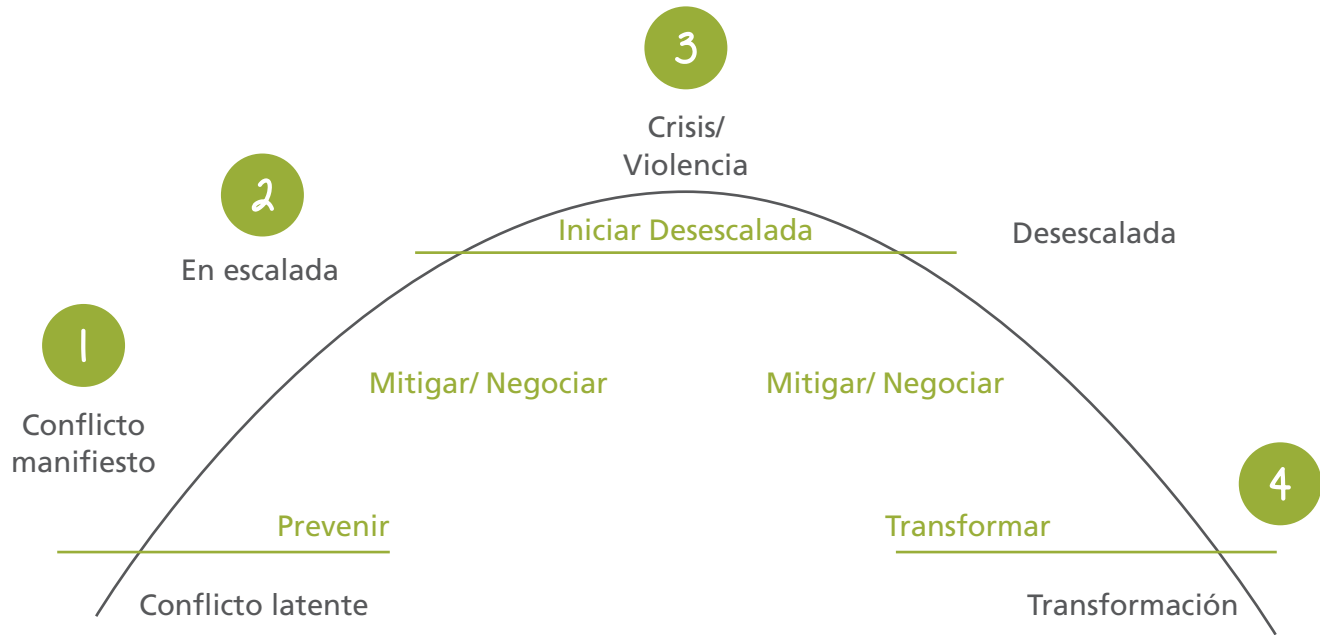 3
Crisis/
Violencia
2
Iniciar Desescalada
Desescalada
En escalada
1
Mitigar/ Negociar
Mitigar/ Negociar
Conflicto
manifiesto
4
Prevenir
Transformar
Conflicto latente
Transformación